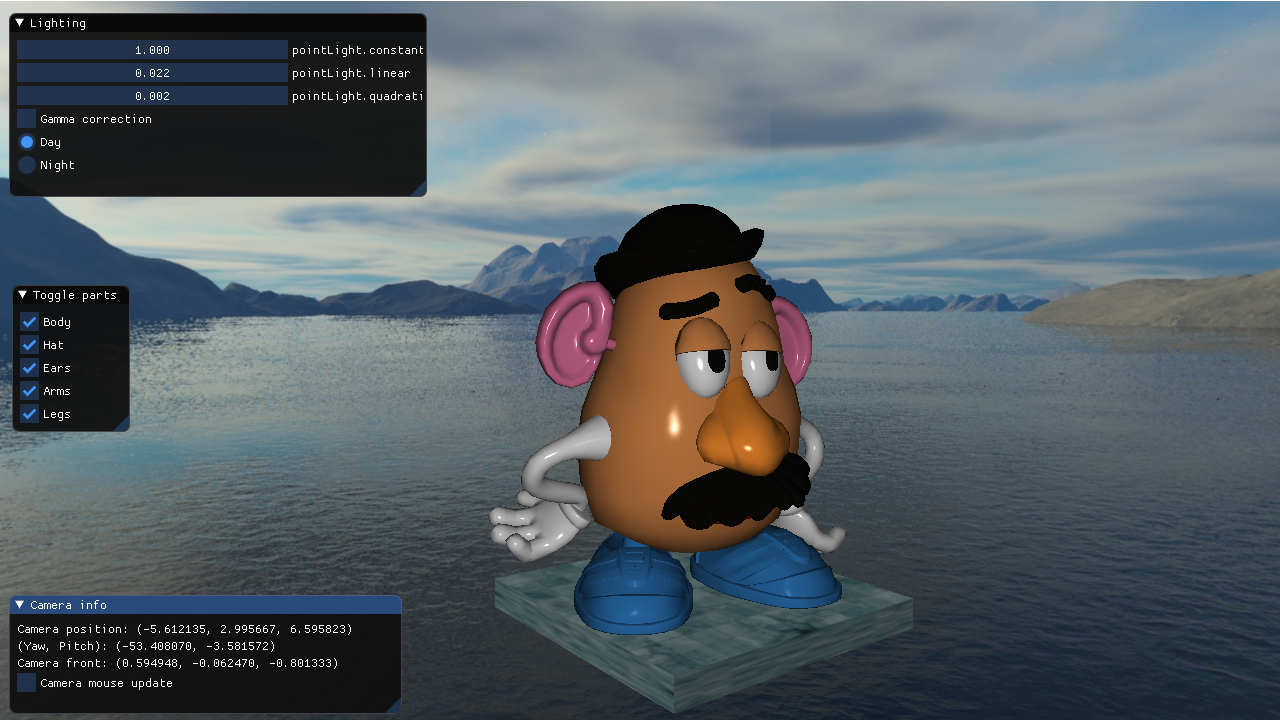 Lighting
1.000 pointLight.constant
0.022 pointLight.linear
0.002 pointLight.quadrati
Gamma correction
Day
Night
Toggle parts
Body
Hat
Ears
Arms
Legs
Camera info
Camera position: (-5.612135, 2.995667, 6.595823)
(Yaw, Pitch): (-53.408070, -3.581572)
Camera front: (0.594948, -0.062470, -0.801333)
Camera mouse update